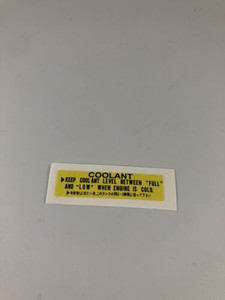 COOLANT
▶KEEP COOLANT LEVEL BETWEEN "FULL"
AND "LOW" WHEN ENGINE IS COLD.